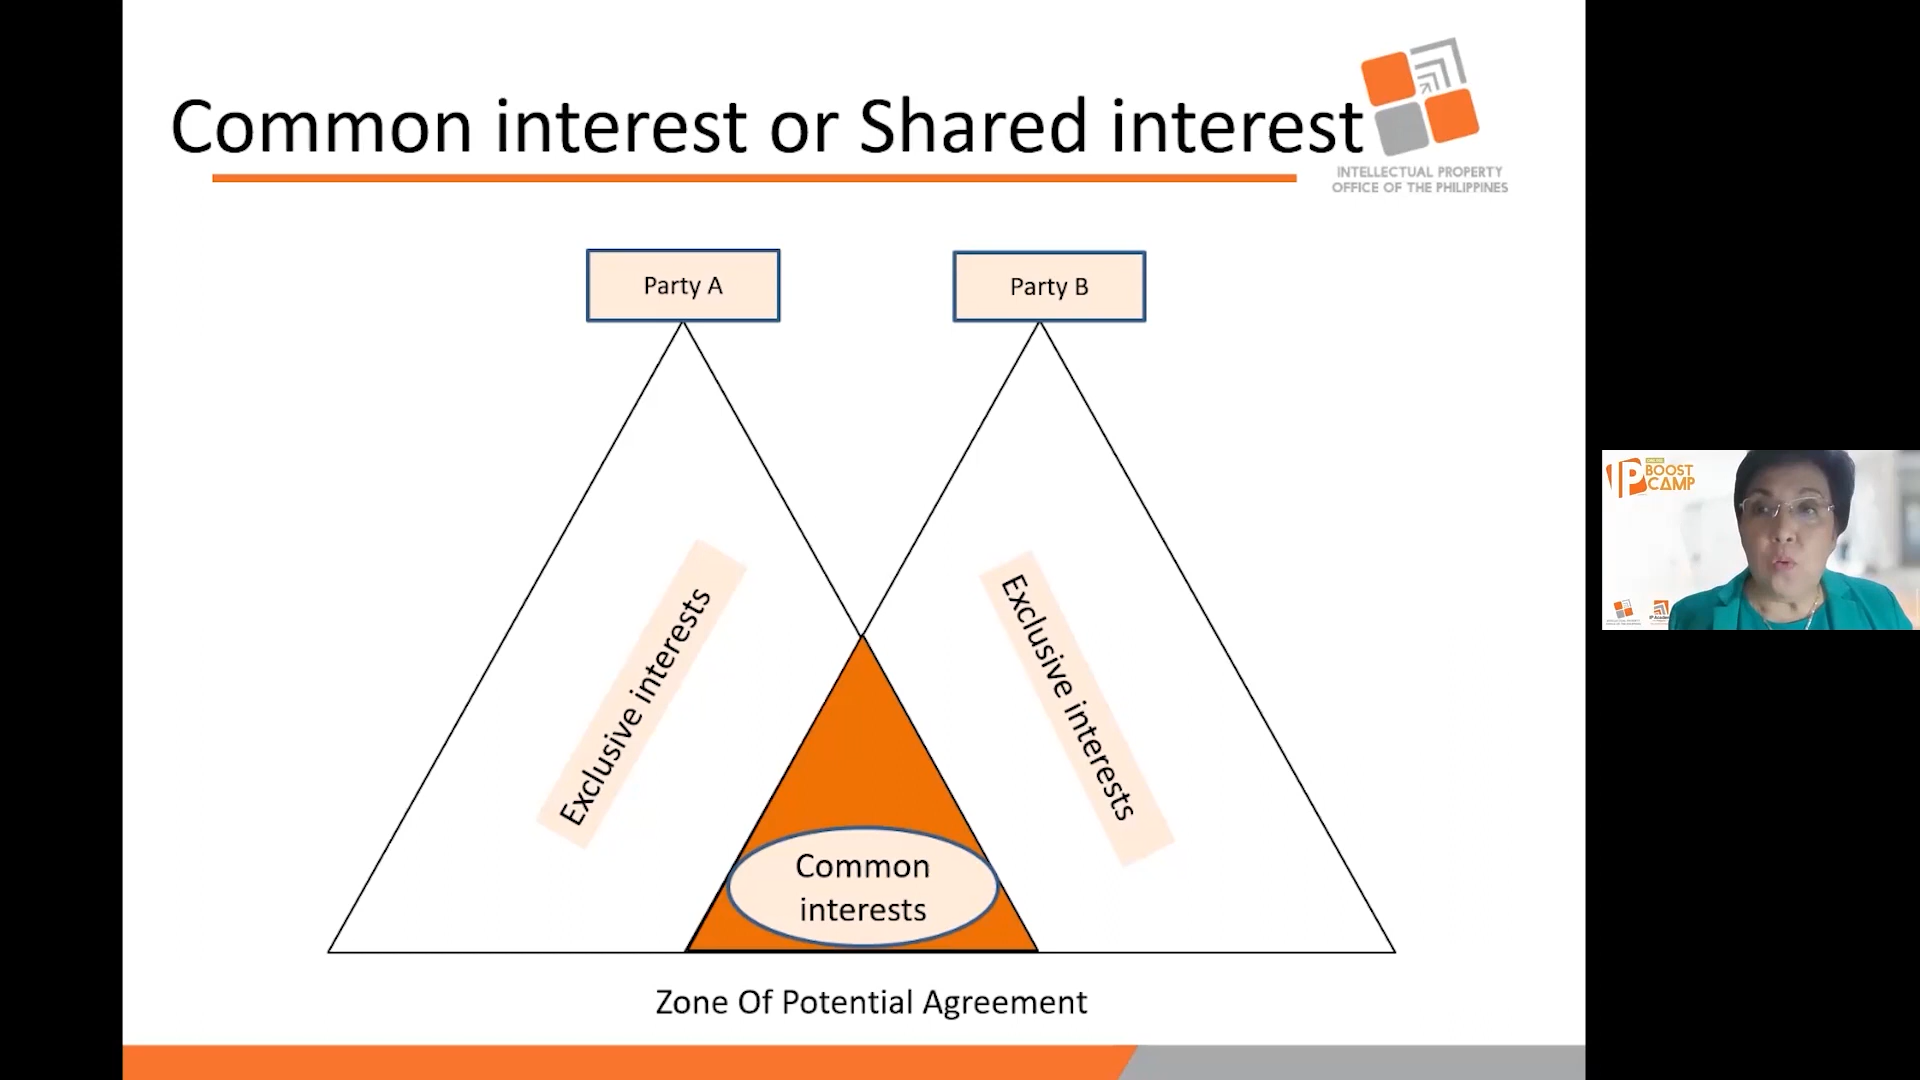 Common interest or Shared interest
INTELLECTUAL PROPERTY
OFFICE OF THE PHILIPPINES
Party A
Party B
Exclusive interests
Exclusive interests
Common
interests
Zone Of Potential Agreement
IP BOOST
CAMP